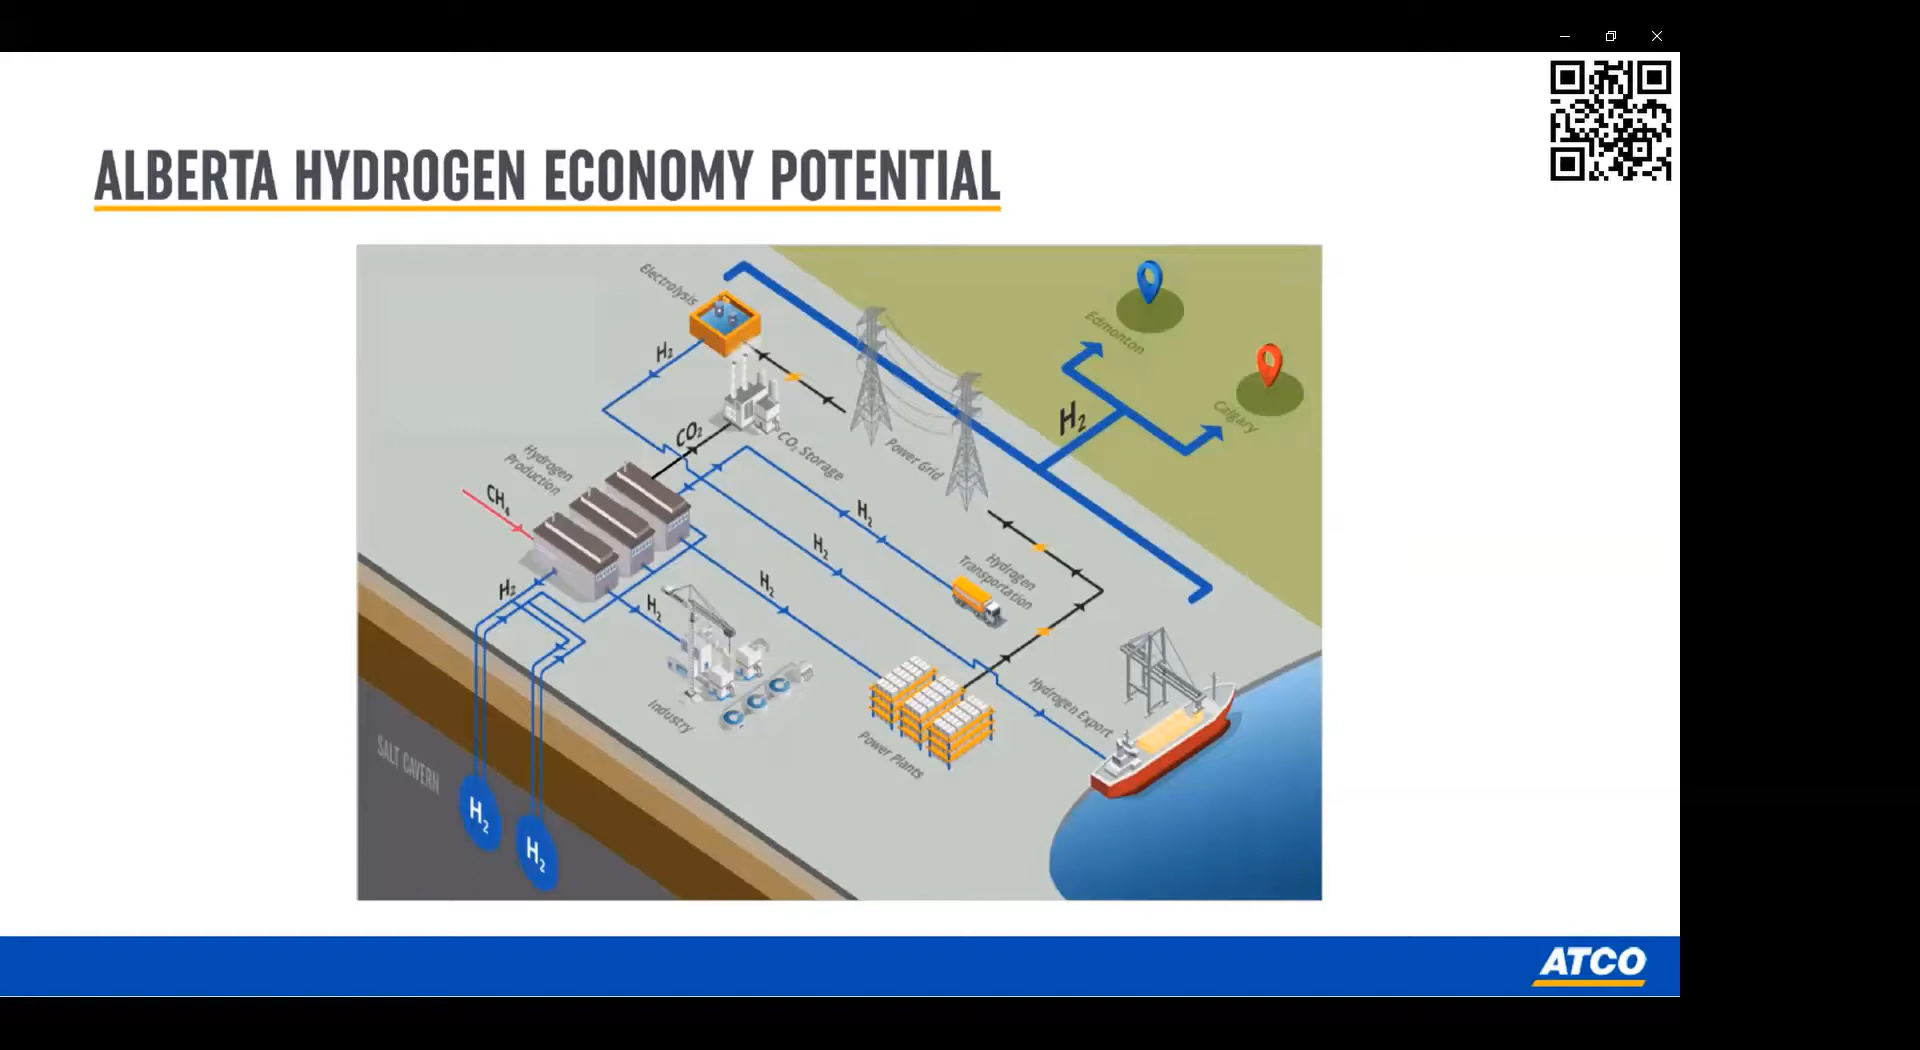 ALBERTA HYDROGEN ECONOMY POTENTIAL
Electrolysis
Edmonton
H₂
Calgary
H₂
CO₂
CO₂ Storage
Power Grid
Hydrogen
Production
CH₄
H₂
H₂
Hydrogen
Transportation
H₂
H₂
H₂
Industry
Hydrogen Export
Power Plants
SALT CAVERN
H₂
H₂
ATCO